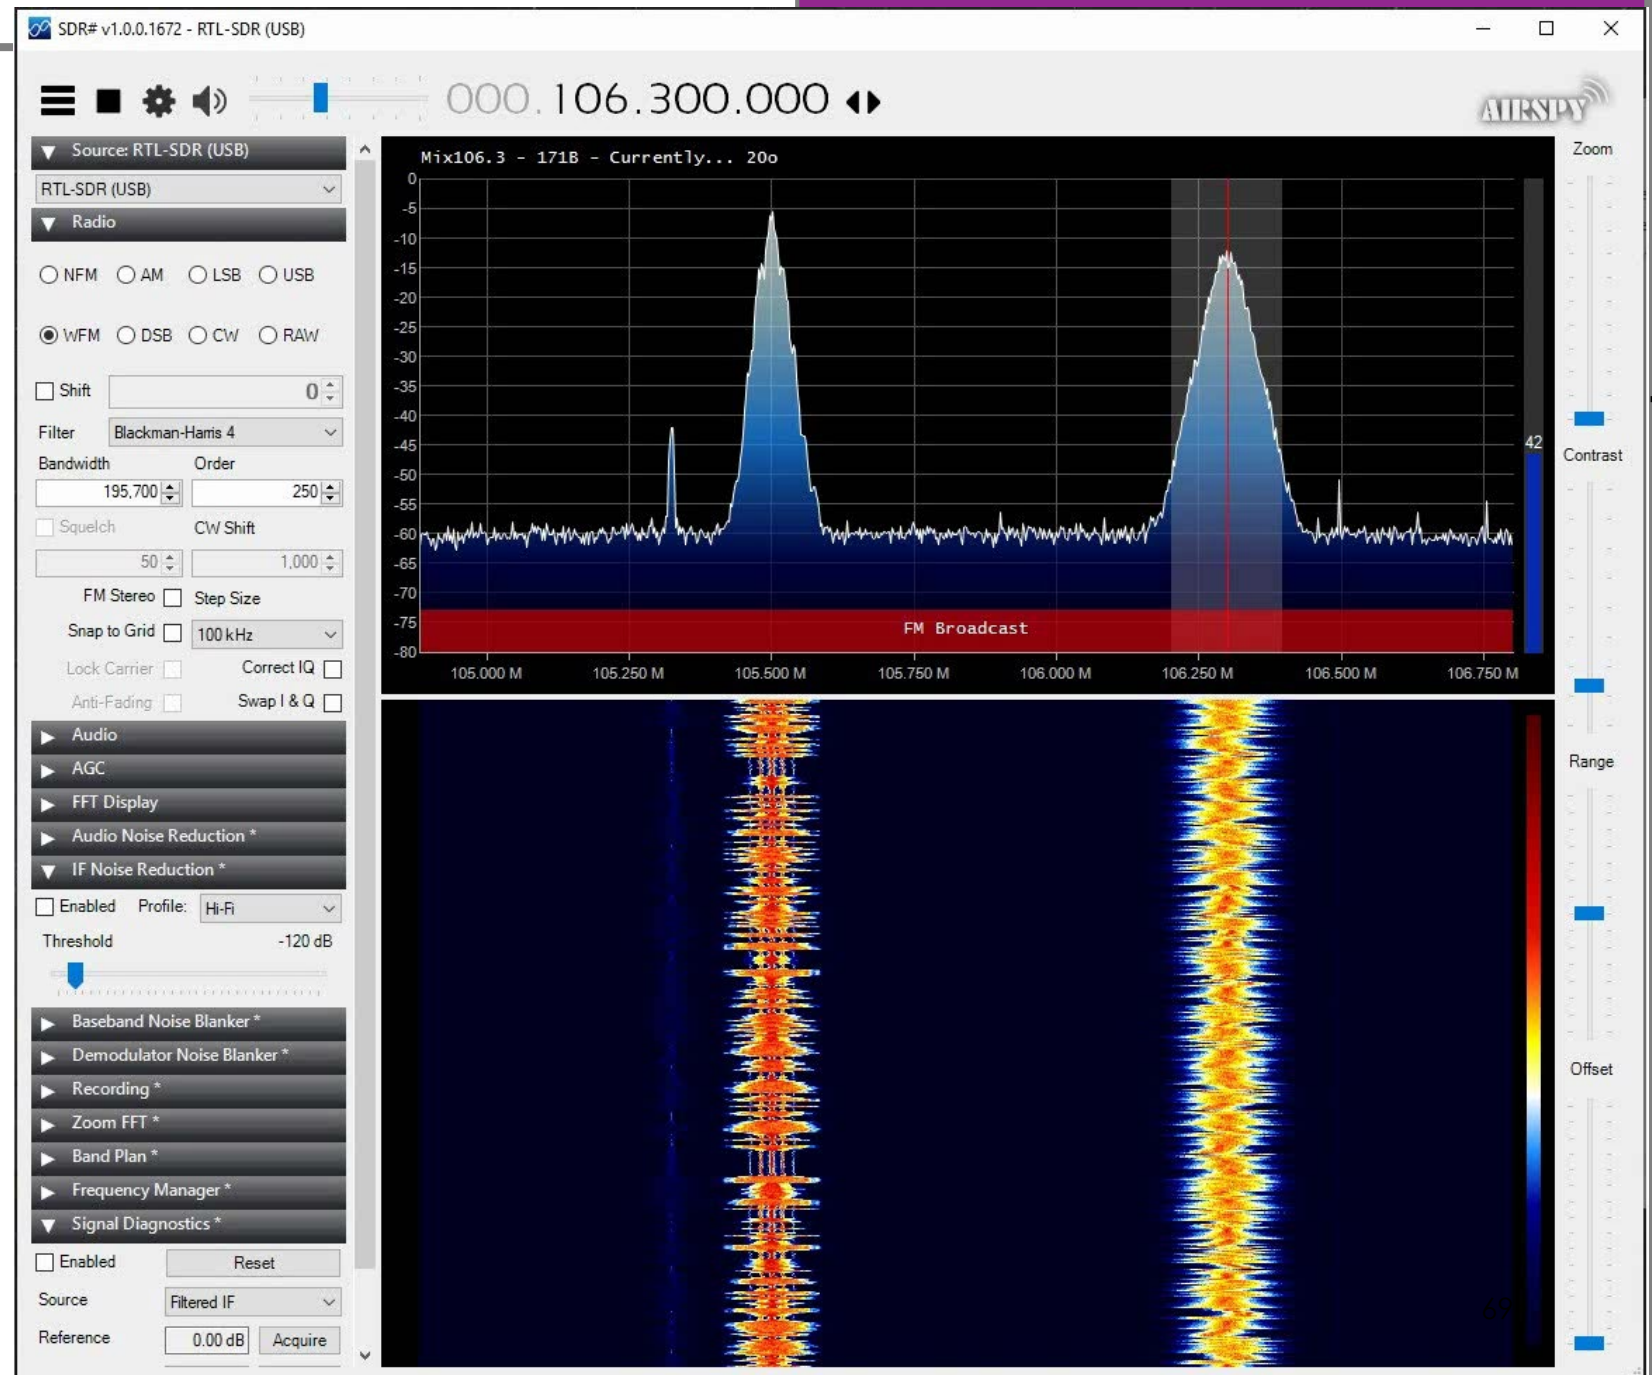 SDR# v1.0.0.1672 - RTL-SDR (USB)
000.106.300.000
AIRSPY
Source: RTL-SDR (USB)
RTL-SDR (USB)
Radio
NFM AM LSB USB
WFM DSB CW RAW
Shift 0
Filter Blackman-Harris 4
Bandwidth Order
195,700 250
Squelch CW Shift
50 1,000
FM Stereo Step Size
Snap to Grid 100 kHz
Lock Carrier Correct IQ
Anti-Fading Swap I & Q
Audio
AGC
FFT Display
Audio Noise Reduction *
IF Noise Reduction *
Enabled Profile: Hi-Fi
Threshold -120 dB
Baseband Noise Blanker *
Demodulator Noise Blanker *
Recording *
Zoom FFT *
Band Plan *
Frequency Manager *
Signal Diagnostics *
Enabled Reset
Source Filtered IF
Reference 0.00 dB Acquire
Mix106.3 - 171B - Currently... 20o
0
-5
-10
-15
-20
-25
-30
-35
-40
-45
-50
-55
-60
-65
-70
-75
-80
42
FM Broadcast
105.000 M 105.250 M 105.500 M 105.750 M 106.000 M 106.250 M 106.500 M 106.750 M
Zoom
Contrast
Range
Offset